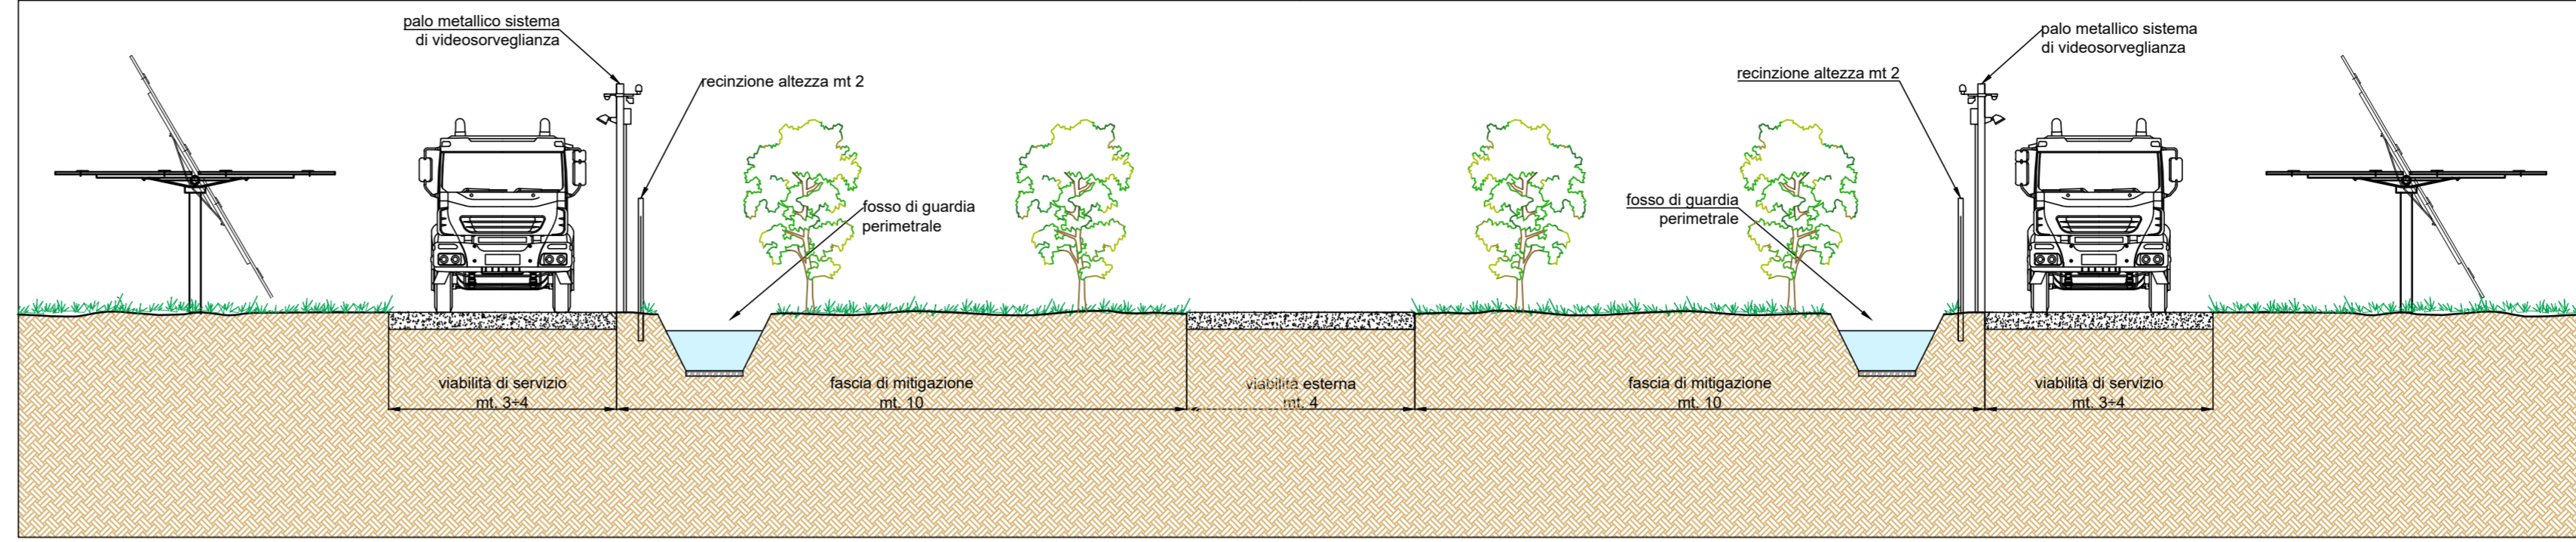 palo metallico sistema
di videosorveglianza
recinzione altezza mt 2
fosso di guardia
perimetrale
recinzione altezza mt 2
fosso di guardia
perimetrale
palo metallico sistema
di videosorveglianza
viabilità di servizio
mt. 3÷4
fascia di mitigazione
mt. 10
viabilità esterna
mt. 4
fascia di mitigazione
mt. 10
viabilità di servizio
mt. 3÷4